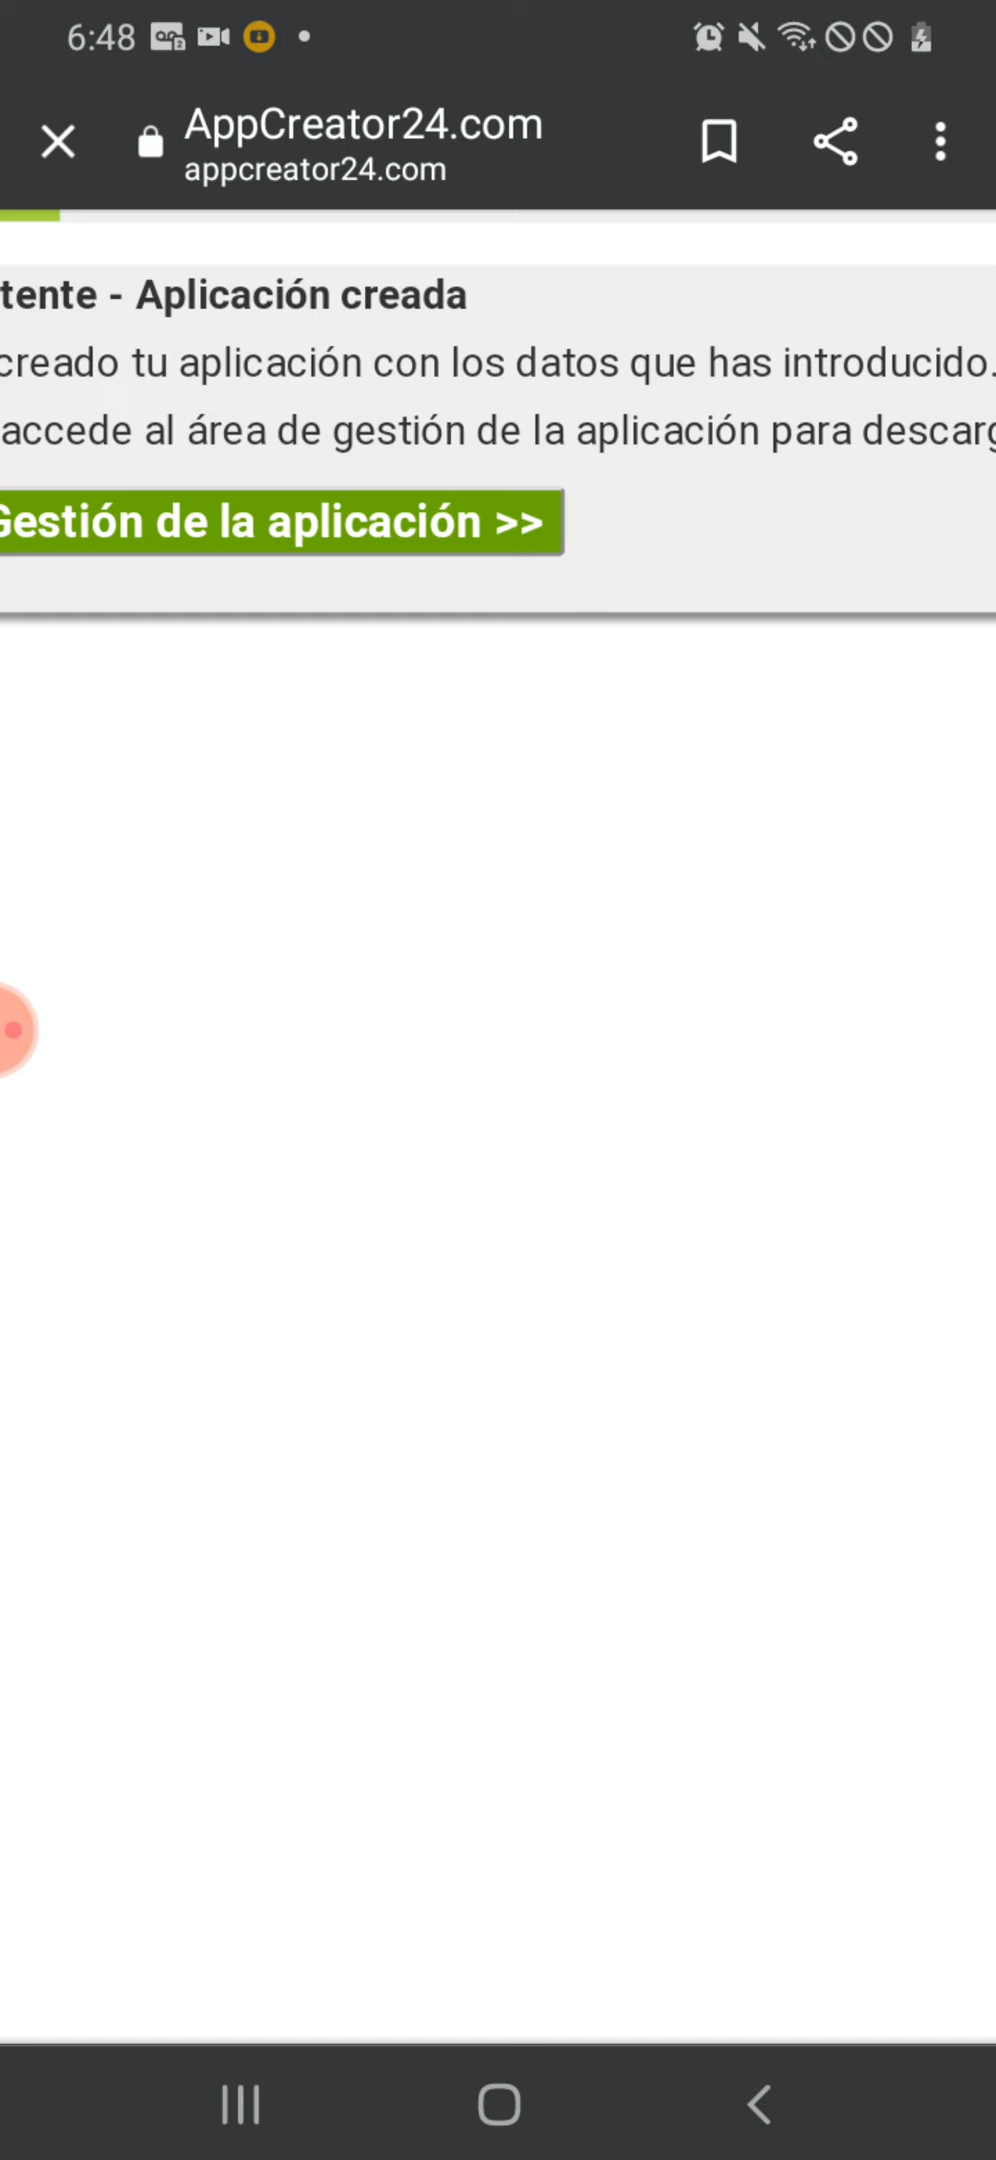 6:48
AppCreator24.com
appcreator24.com
tente - Aplicación creada
creado tu aplicación con los datos que has introducido.
accede al área de gestión de la aplicación para descarg
Gestión de la aplicación >>